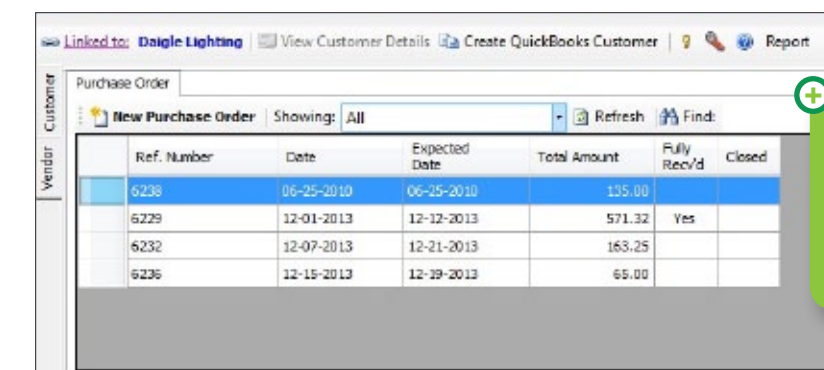 Linked to: Daigle Lighting View Customer Details Create QuickBooks Customer Report
Customer
Vendor
Purchase Order
New Purchase Order Showing: All Refresh Find:
Ref. Number Date Expected Date Total Amount Fully Recv'd Closed
6238 06-25-2010 06-25-2010 135.00
6229 12-01-2013 12-12-2013 571.32 Yes
6232 12-07-2013 12-21-2013 163.25
6236 12-15-2013 12-19-2013 65.00